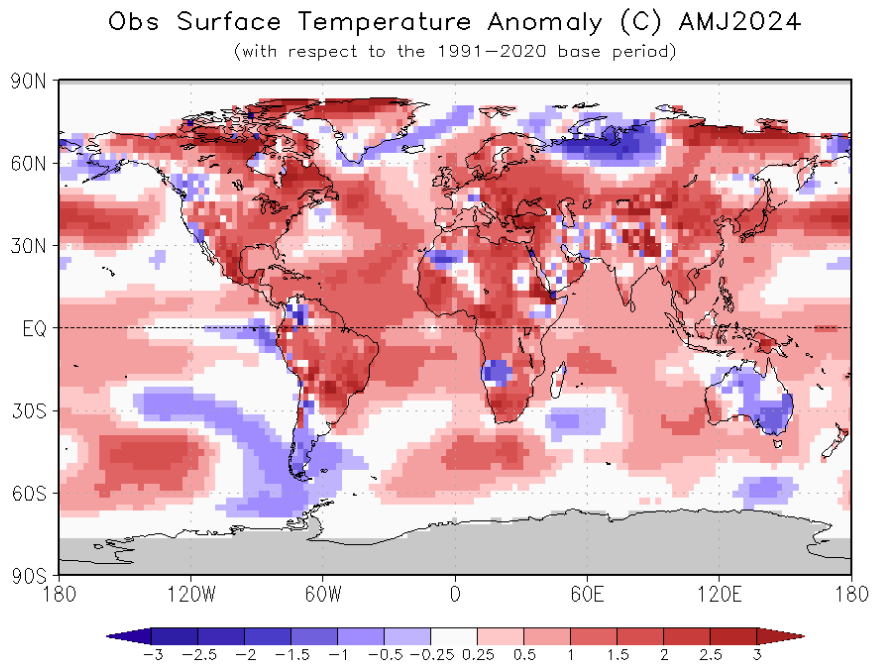 Obs Surface Temperature Anomaly (C) AMJ2024
(with respect to the 1991–2020 base period)
90N
60N
30N
EQ
30S
60S
90S
180 120W 60W 0 60E 120E 180
−3 −2.5 −2 −1.5 −1 −0.5 −0.25 0.25 0.5 1 1.5 2 2.5 3